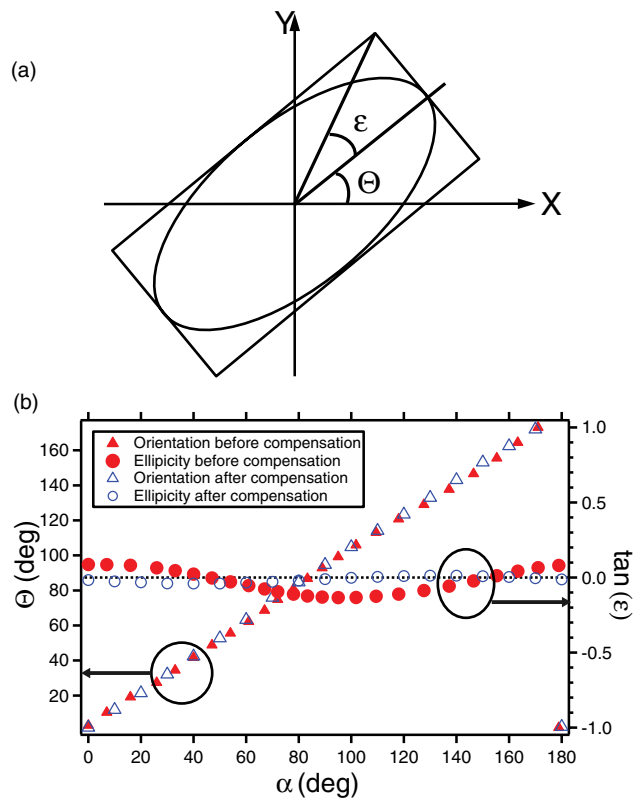 (a)
Y
ε
Θ
X
(b)
Orientation before compensation
Ellipicity before compensation
Orientation after compensation
Ellipicity after compensation
160
140
120
100
80
60
40
20
Θ (deg)
1.0
0.5
0.0
-0.5
-1.0
tan (ε)
0 20 40 60 80 100 120 140 160 180
α (deg)